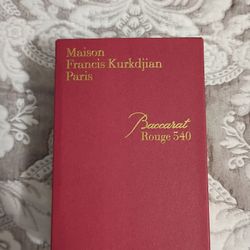 Maison
Francis Kurkdjian
Paris
Baccarat
Rouge 540